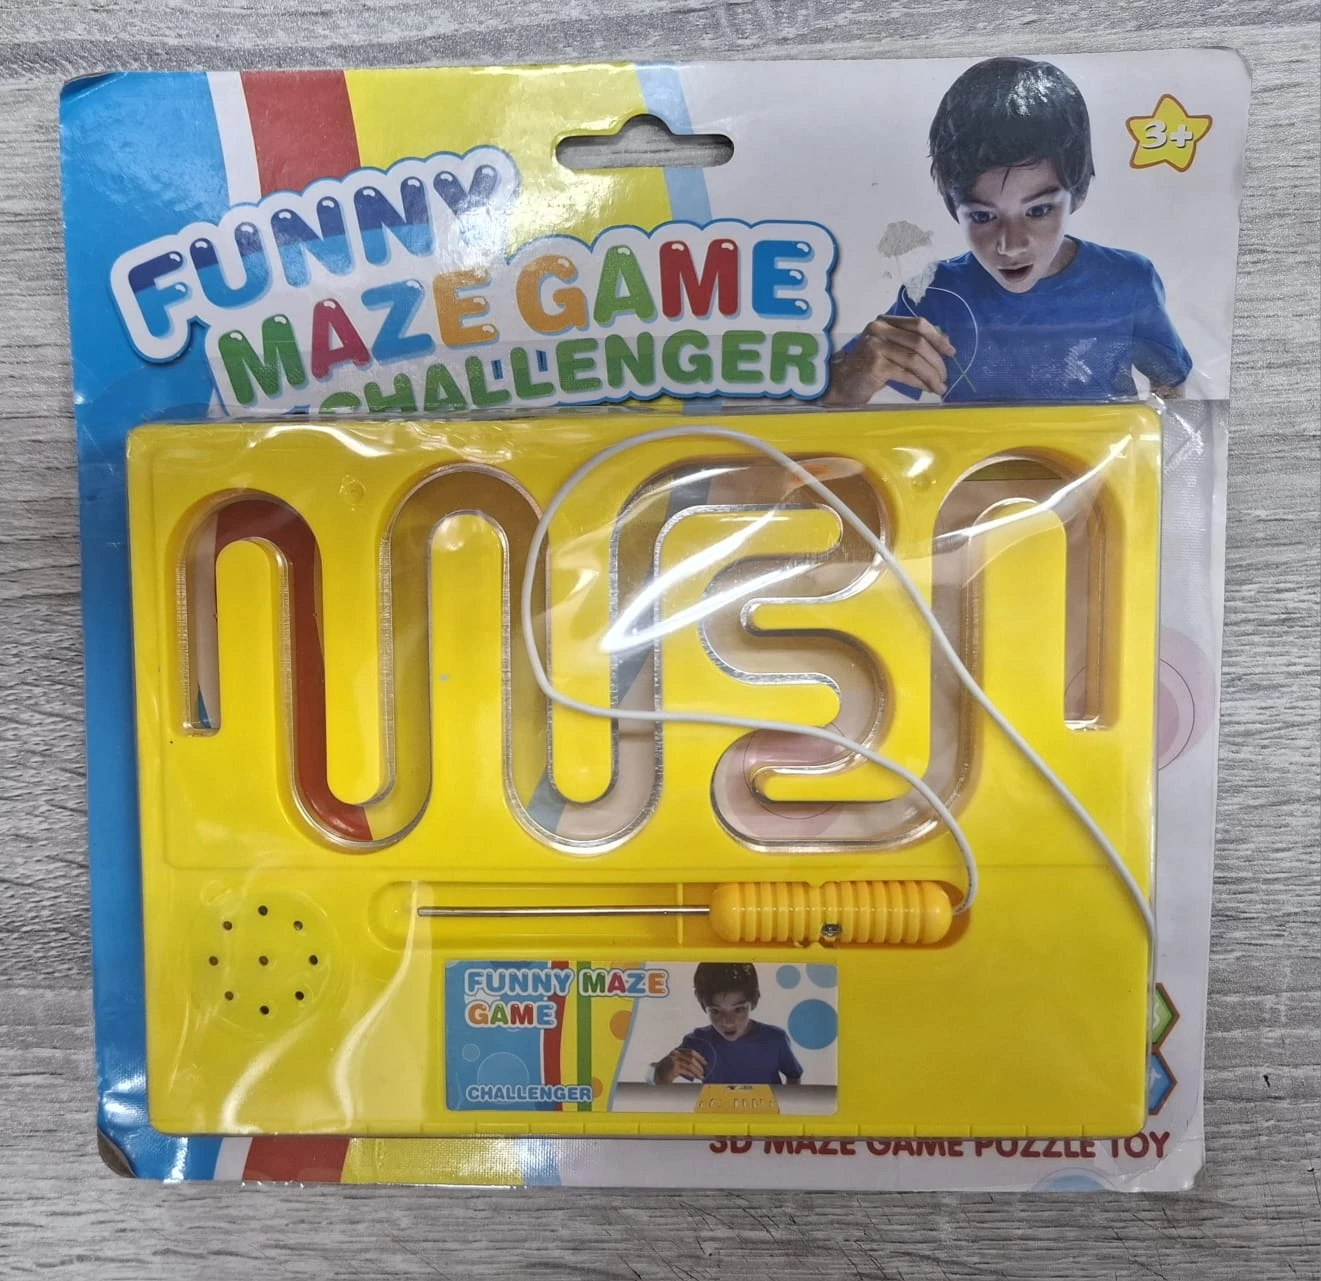 FUNNY
3+
MAZE GAME
CHALLENGER
FUNNY MAZE
GAME
CHALLENGER
3D MAZE GAME PUZZLE TOY